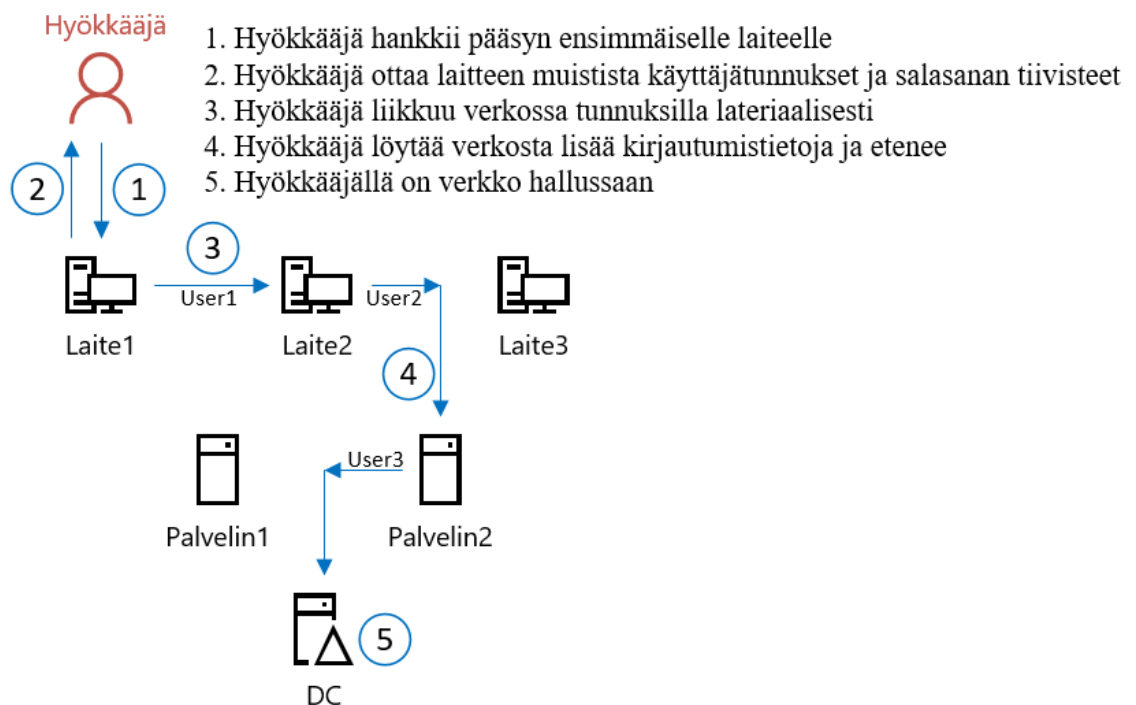 Hyökkääjä
1. Hyökkääjä hankkii pääsyn ensimmäiselle laiteelle
2. Hyökkääjä ottaa laitteen muistista käyttäjätunnukset ja salasanan tiivisteet
3. Hyökkääjä liikkuu verkossa tunnuksilla lateriaalisesti
4. Hyökkääjä löytää verkosta lisää kirjautumistietoja ja etenee
5. Hyökkääjällä on verkko hallussaan
2
1
3
User1
User2
Laite1
Laite2
Laite3
4
User3
Palvelin1
Palvelin2
5
DC